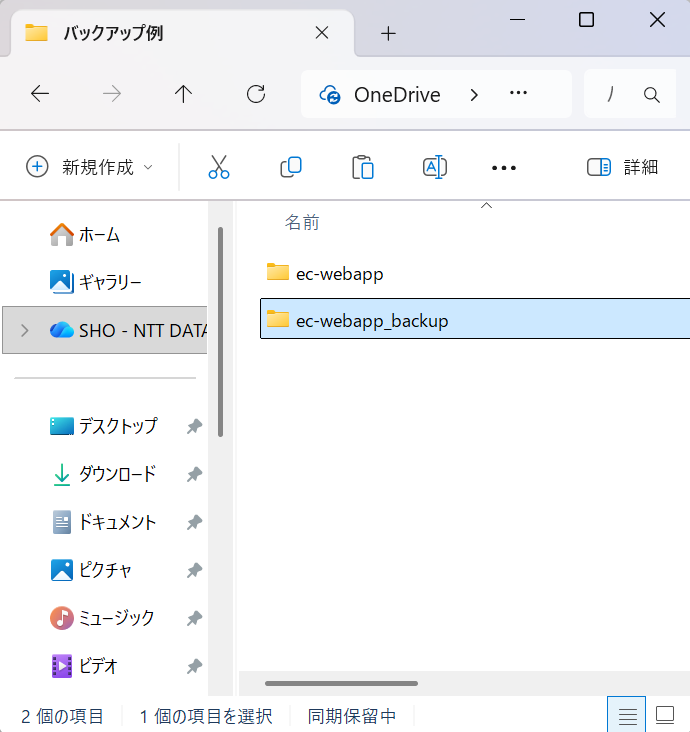 バックアップ例
OneDrive
新規作成
詳細
ホーム
ギャラリー
SHO - NTT DATA
デスクトップ
ダウンロード
ドキュメント
ピクチャ
ミュージック
ビデオ
名前
ec-webapp
ec-webapp_backup
2 個の項目
1 個の項目を選択
同期保留中